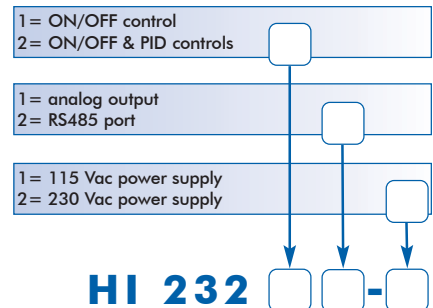 1= ON/OFF control
2= ON/OFF & PID controls
1= analog output
2= RS485 port
1= 115 Vac power supply
2= 230 Vac power supply
HI 232 -